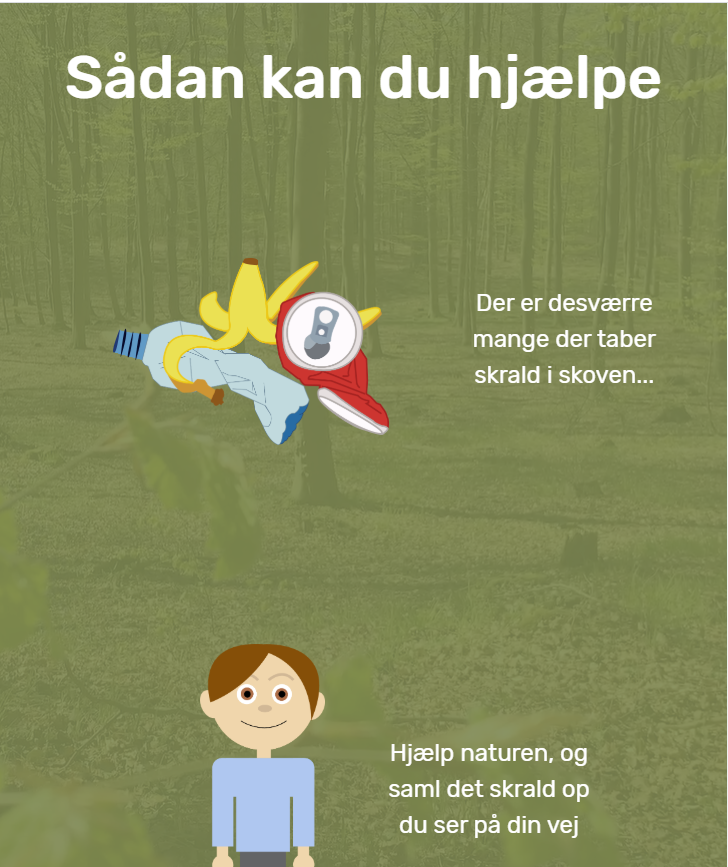 Sådan kan du hjælpe
Der er desværre
mange der taber
skrald i skoven...
Hjælp naturen, og
saml det skrald op
du ser på din vej